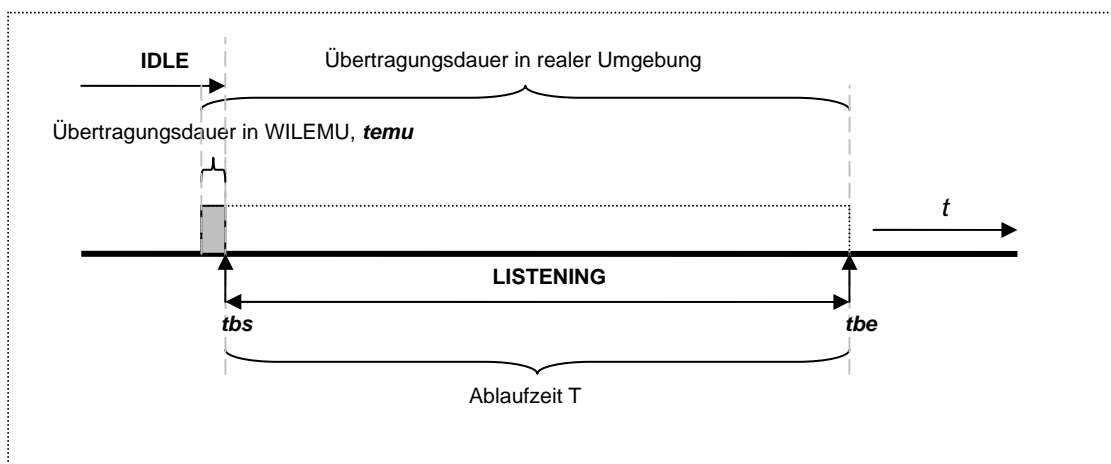 IDLE
Übertragungsdauer in realer Umgebung
Übertragungsdauer in WILEMU, temu
t
LISTENING
tbs
tbe
Ablaufzeit T